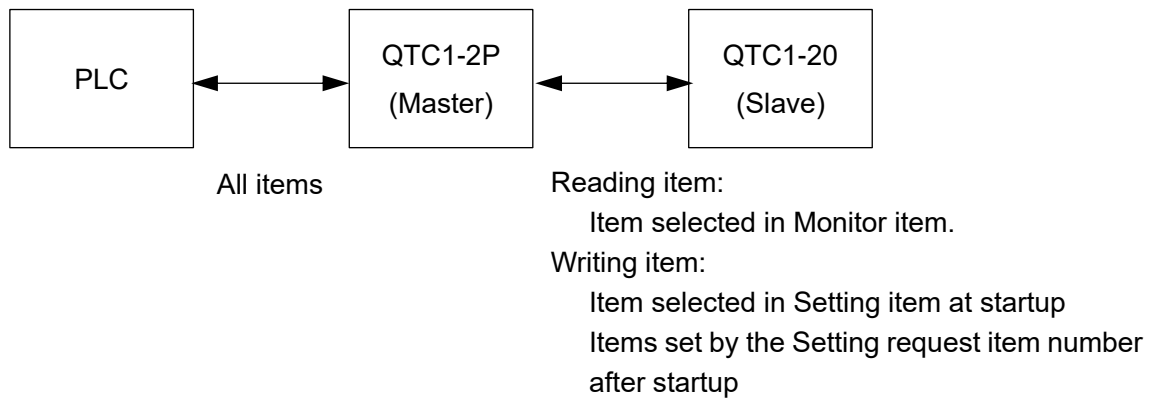 PLC
QTC1-2P
(Master)
QTC1-20
(Slave)
All items
Reading item:
Item selected in Monitor item.
Writing item:
Item selected in Setting item at startup
Items set by the Setting request item number
after startup